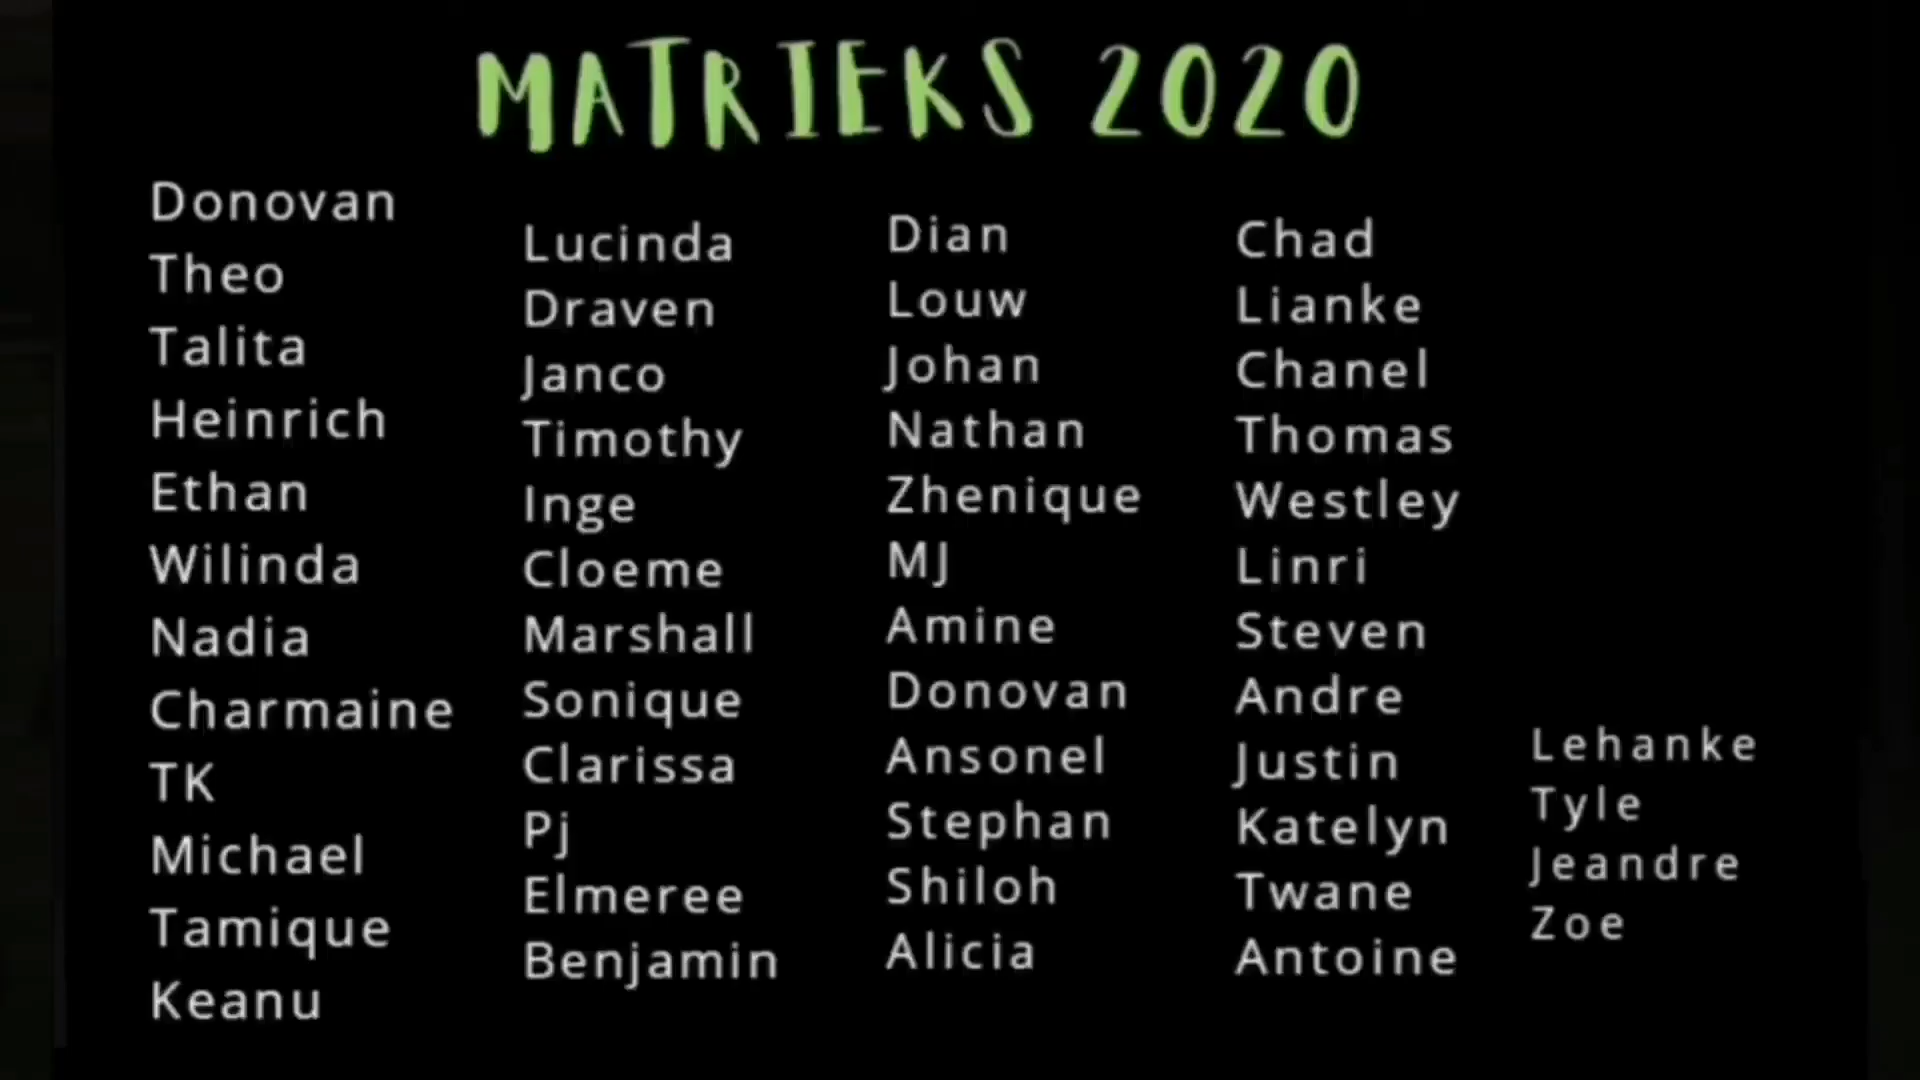 MATRIEKS 2020
Donovan
Theo
Talita
Heinrich
Ethan
Wilinda
Nadia
Charmaine
TK
Michael
Tamique
Keanu
Lucinda
Draven
Janco
Timothy
Inge
Cloeme
Marshall
Sonique
Clarissa
Pj
Elmeree
Benjamin
Dian
Louw
Johan
Nathan
Zhenique
MJ
Amine
Donovan
Ansonel
Stephan
Shiloh
Alicia
Chad
Lianke
Chanel
Thomas
Westley
Linri
Steven
Andre
Justin
Katelyn
Twane
Antoine
Lehanke
Tyle
Jeandre
Zoe